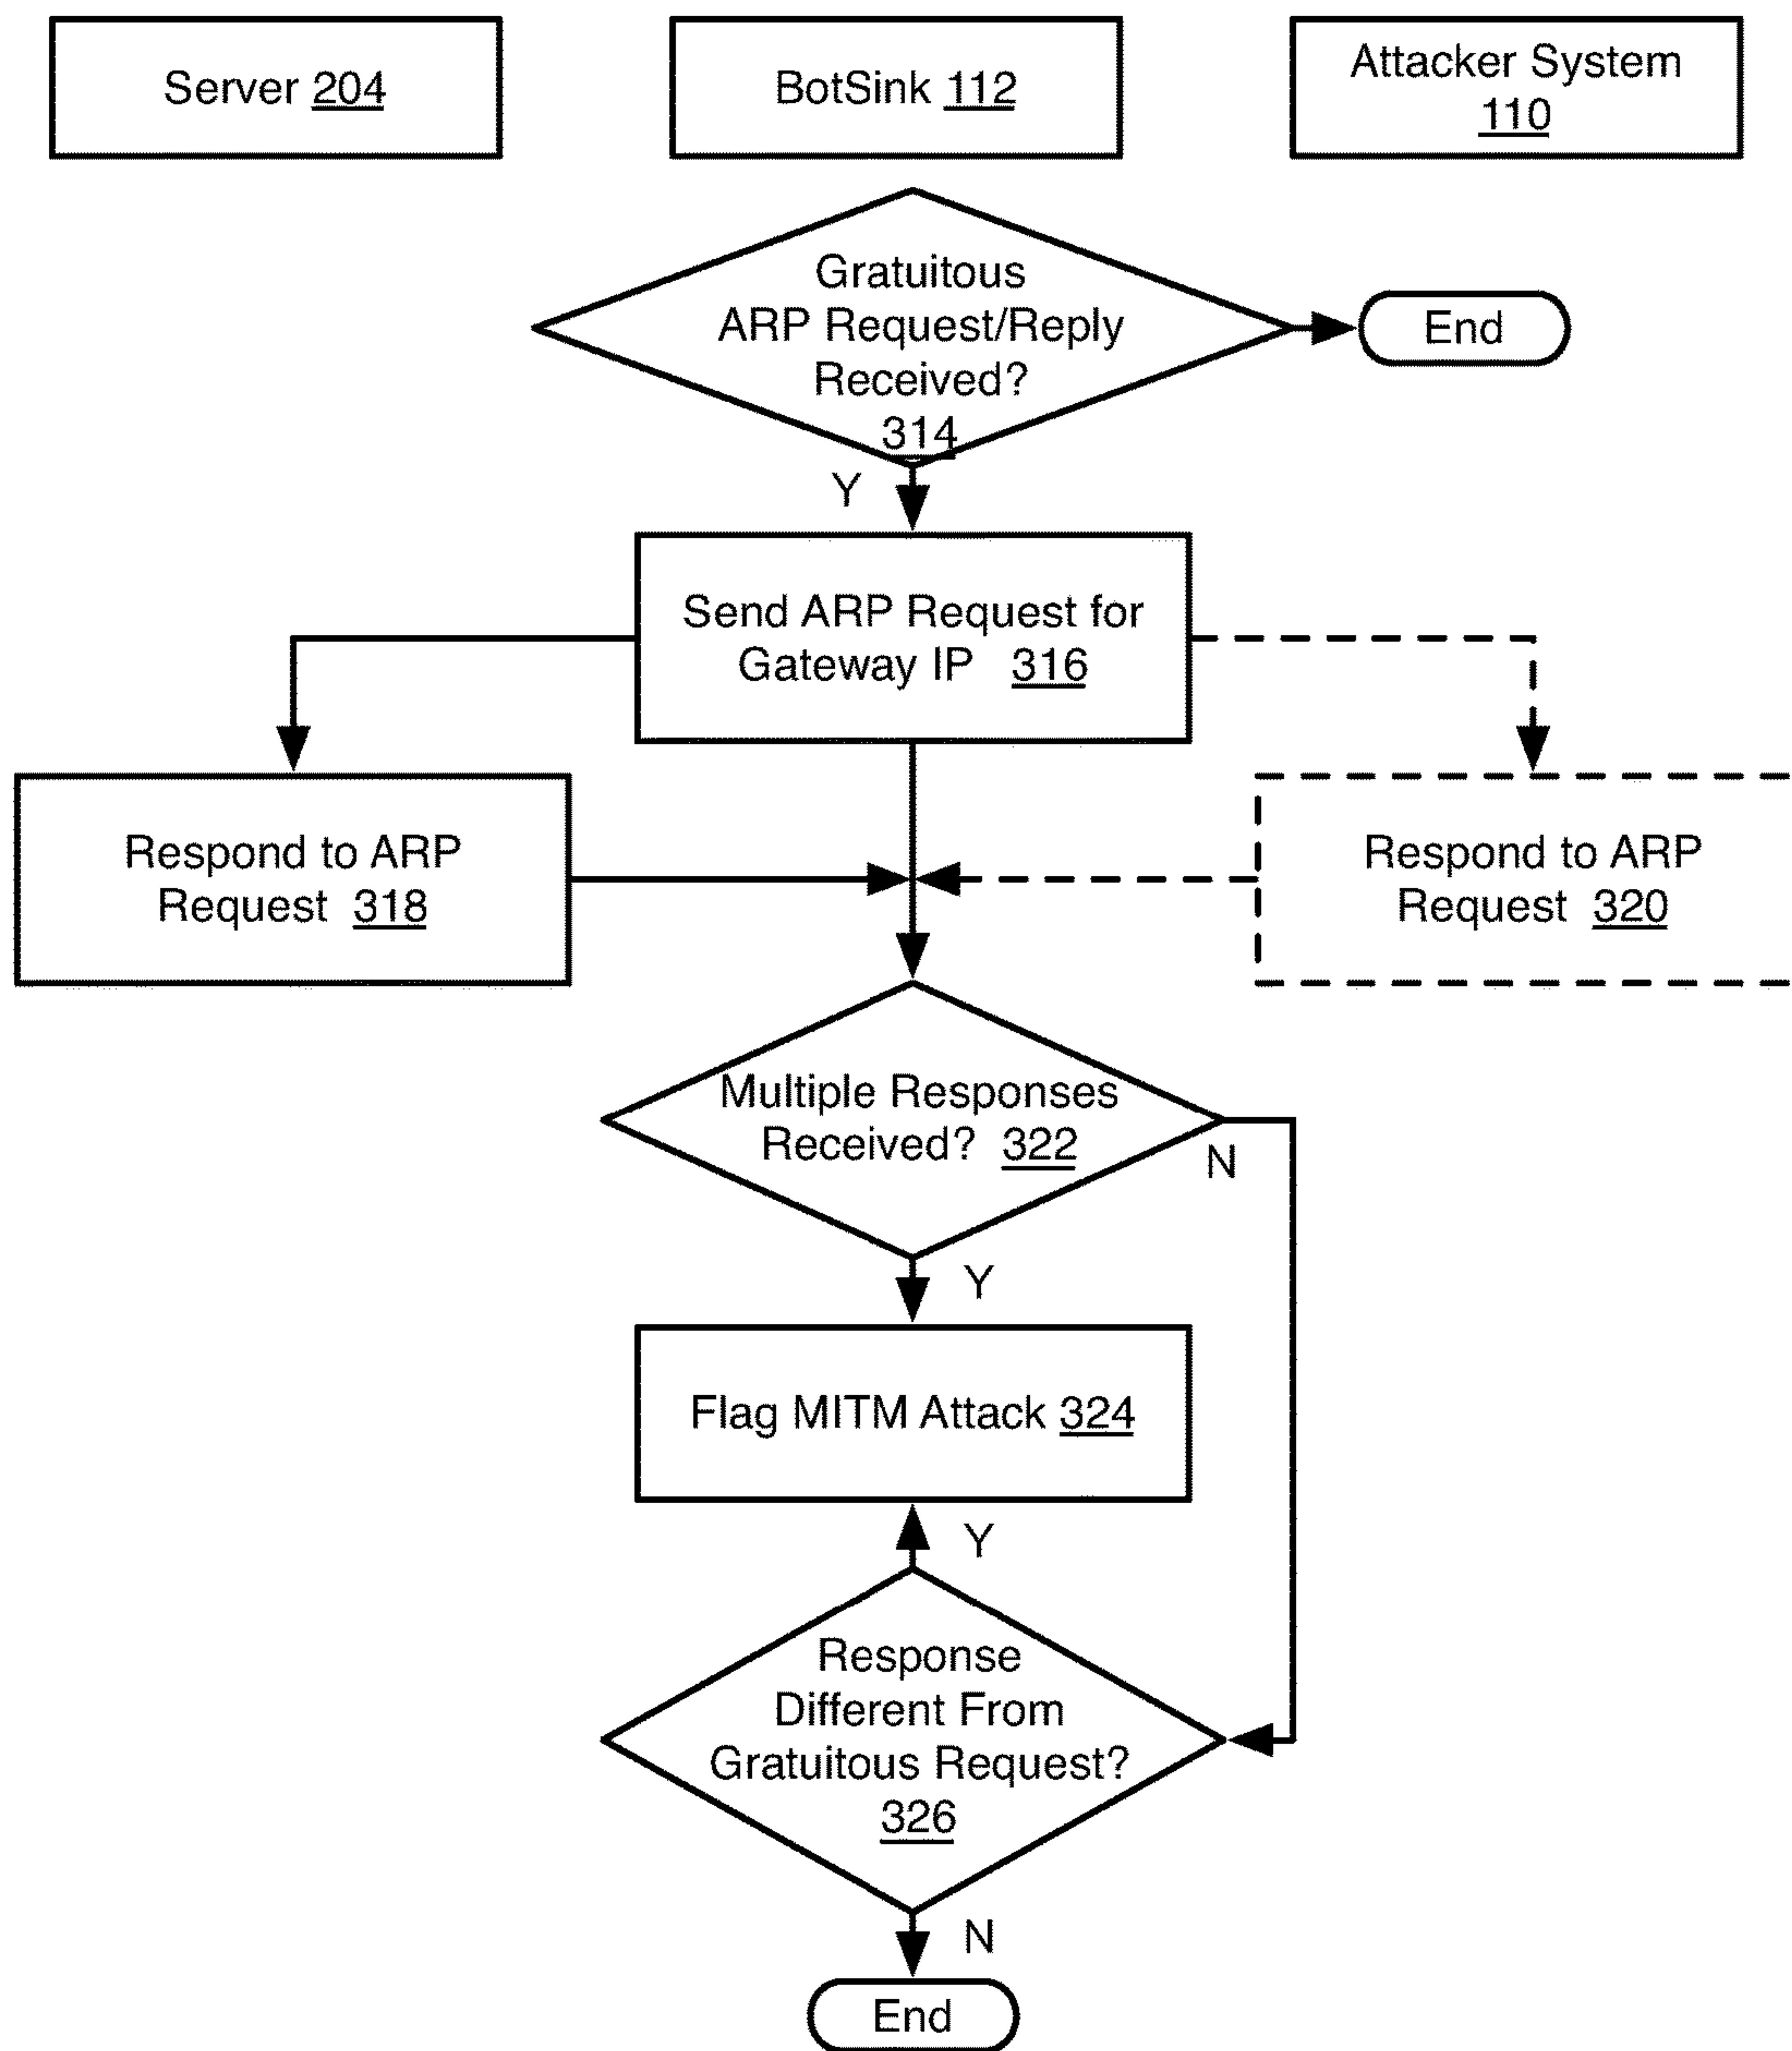 Server 204
BotSink 112
Attacker System
110
Gratuitous
ARP Request/Reply
Received?
314
End
Y
Send ARP Request for
Gateway IP 316
Respond to ARP
Request 318
Respond to ARP
Request 320
Multiple Responses
Received? 322
N
Y
Flag MITM Attack 324
Y
Response
Different From
Gratuitous Request?
326
N
End